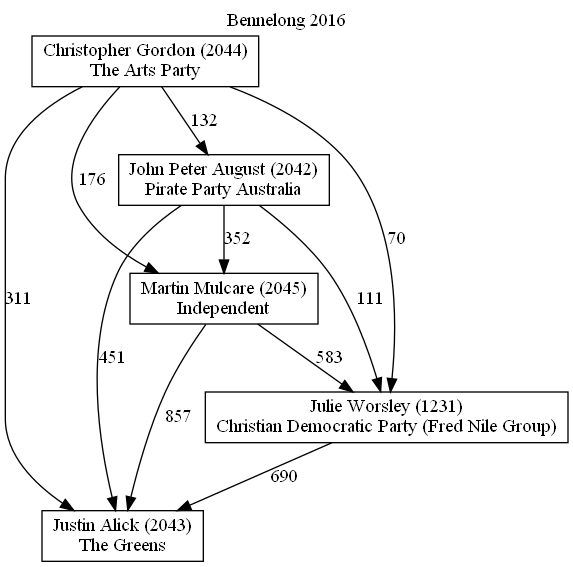 Bennelong 2016
Christopher Gordon (2044)
The Arts Party
132
John Peter August (2042)
Pirate Party Australia
176
352
70
Martin Mulcare (2045)
Independent
311
111
451
583
857
Julie Worsley (1231)
Christian Democratic Party (Fred Nile Group)
690
Justin Alick (2043)
The Greens